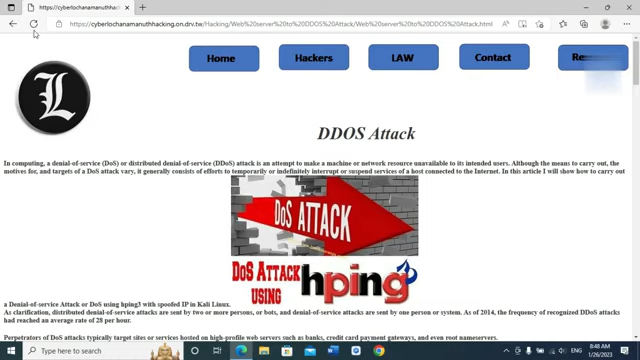 https://cyberlochanamanuthhack
https://cyberlochanamanuthhacking.on.drv.tw/Hacking/Web%20server%20to%20DDOS%20Attack/Web%20server%20to%20DDOS%20Attack.html
Home
Hackers
LAW
Contact
L
DDOS Attack
In computing, a denial-of-service (DoS) or distributed denial-of-service (DDoS) attack is an attempt to make a machine or network resource unavailable to its intended users. Although the means to carry out, the
motives for, and targets of a DoS attack vary, it generally consists of efforts to temporarily or indefinitely interrupt or suspend services of a host connected to the Internet. In this article I will show how to carry out
DoS ATTACK
DoS ATTACK
USING
hping
a Denial-of-service Attack or DoS using hping3 with spoofed IP in Kali Linux.
As clarification, distributed denial-of-service attacks are sent by two or more persons, or bots, and denial-of-service attacks are sent by one person or system. As of 2014, the frequency of recognized DDoS attacks
had reached an average rate of 28 per hour.
Perpetrators of DoS attacks typically target sites or services hosted on high-profile web servers such as banks, credit card payment gateways, and even root nameservers.
Type here to search
ENG
8:48 AM
1/26/2023